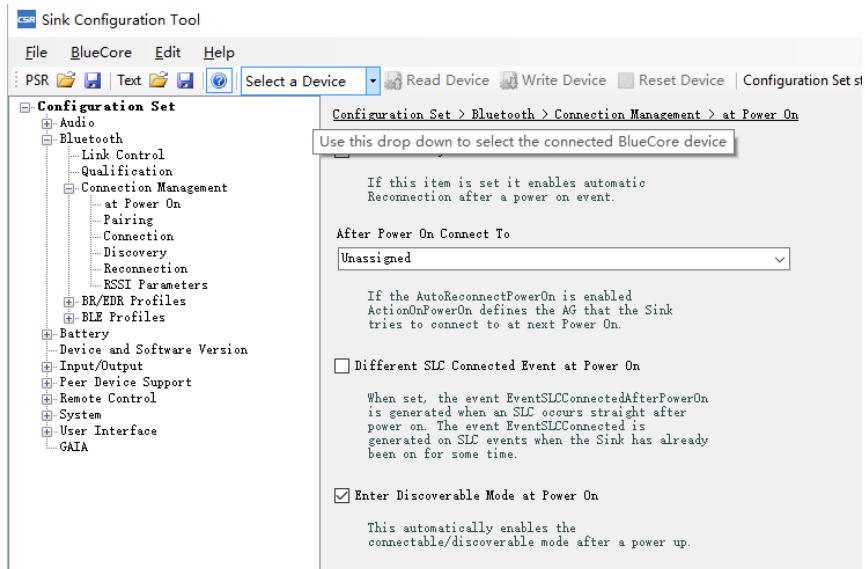 CSR Sink Configuration Tool
File BlueCore Edit Help
PSR Text Select a Device Read Device Write Device Reset Device Configuration Set st
Configuration Set
Audio
Bluetooth
Link Control
Qualification
Connection Management
at Power On
Pairing
Connection
Discovery
Reconnection
RSSI Parameters
BR/EDR Profiles
BLE Profiles
Battery
Device and Software Version
Input/Output
Peer Device Support
Remote Control
System
User Interface
GAIA
Configuration Set > Bluetooth > Connection Management > at Power On
Use this drop down to select the connected BlueCore device
If this item is set it enables automatic
Reconnection after a power on event.
After Power On Connect To
Unassigned
If the AutoReconnectPowerOn is enabled
ActionOnPowerOn defines the AG that the Sink
tries to connect to at next Power On.
Different SLC Connected Event at Power On
When set, the event EventSLCConnectedAfterPowerOn
is generated when an SLC occurs straight after
power on. The event EventSLCConnected is
generated on SLC events when the Sink has already
been on for some time.
Enter Discoverable Mode at Power On
This automatically enables the
connectable/discoverable mode after a power up.